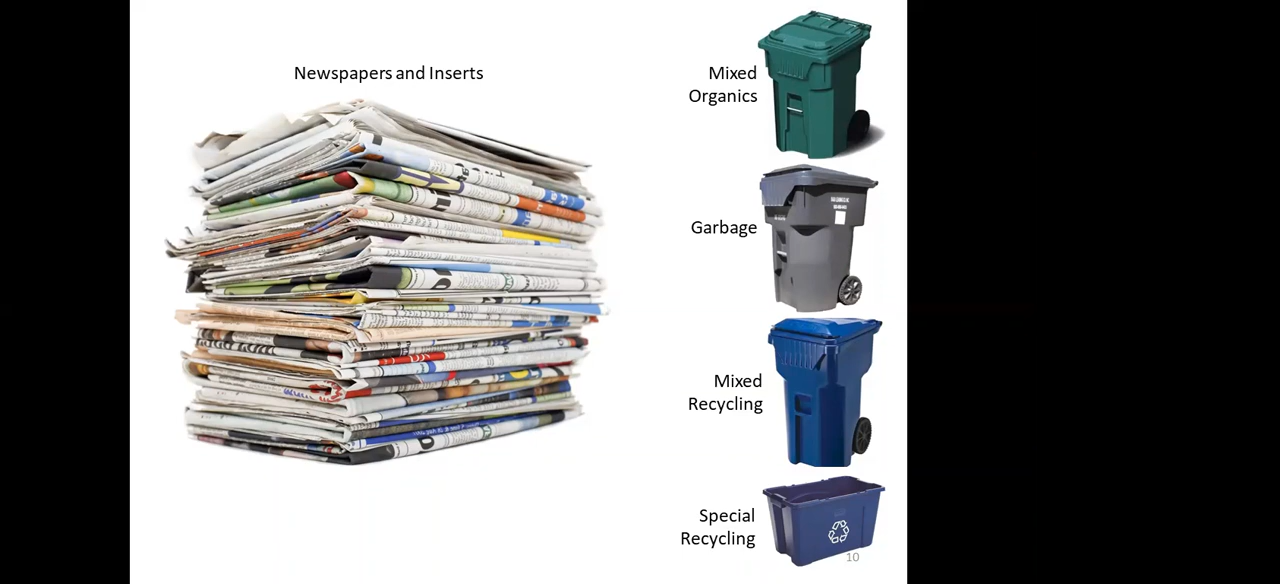 Newspapers and Inserts
Mixed
Organics
Garbage
Mixed
Recycling
Special
Recycling
10